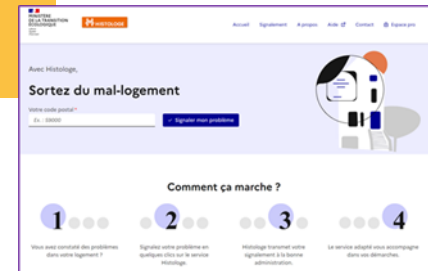 MINISTÈRE
DE LA TRANSITION
ÉCOLOGIQUE
HISTOLOGE
Accueil Signalement A propos Aide Contact Espace pro
Avec Histologe,
Sortez du mal-logement
Votre code postal *
Ex : 08000
Signaler mon problème
Comment ça marche ?
1 2 3 4
Vous avez constaté des problèmes
dans votre logement ?
Signalez votre problème en
quelques clics sur le service
Histologe.
Histologe transmet votre
signalement à la bonne
administration.
Le service adapté vous accompagne
dans vos démarches.